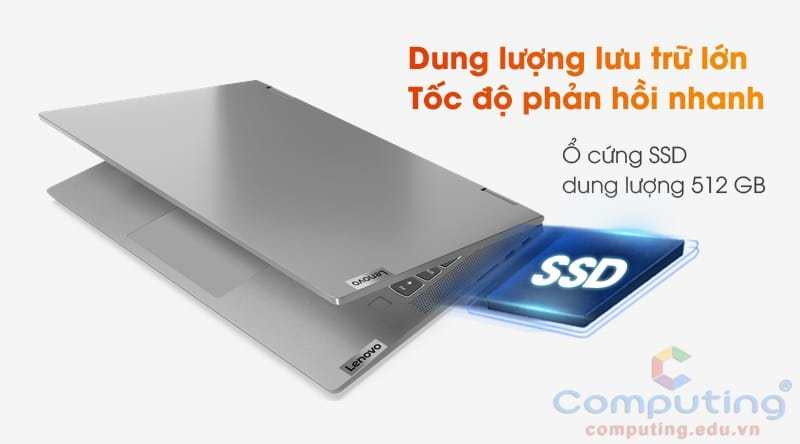 Dung lượng lưu trữ lớn
Tốc độ phản hồi nhanh
Ổ cứng SSD
dung lượng 512 GB
SSD
Lenovo
Lenovo
Computing®
computing.edu.vn